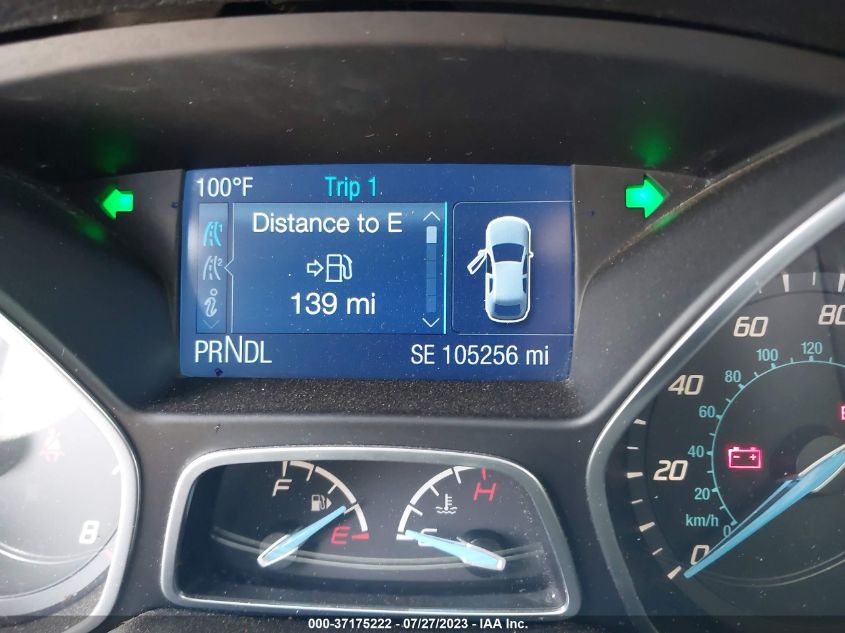 100°F Trip 1
Distance to E
139 mi
PRNDL SE 105256 mi
F E
C H
8
0 20 40 60 80
km/h 0 20 40 60 80 100 120
000-37175222 - 07/27/2023 - IAA Inc.